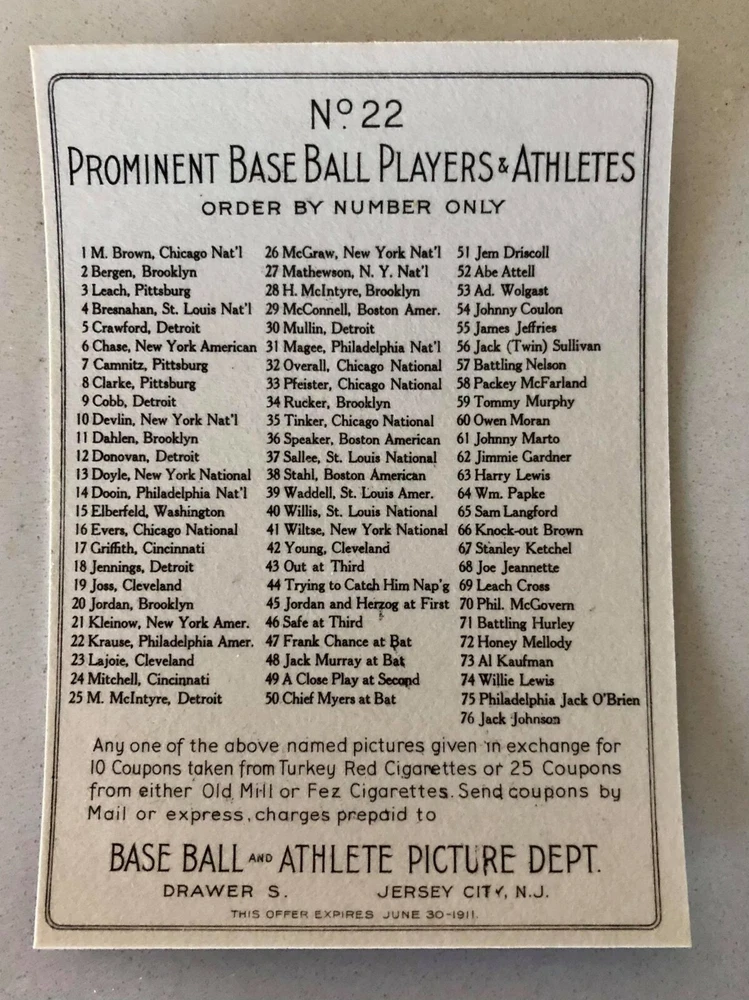 Nº 22
PROMINENT BASE BALL PLAYERS & ATHLETES
ORDER BY NUMBER ONLY
1 M. Brown, Chicago Nat'l
2 Bergen, Brooklyn
3 Leach, Pittsburg
4 Bresnahan, St. Louis Nat'l
5 Crawford, Detroit
6 Chase, New York American
7 Camnitz, Pittsburg
8 Clarke, Pittsburg
9 Cobb, Detroit
10 Devlin, New York Nat'l
11 Dahlen, Brooklyn
12 Donovan, Detroit
13 Doyle, New York National
14 Dooin, Philadelphia Nat'l
15 Elberfeld, Washington
16 Evers, Chicago National
17 Griffith, Cincinnati
18 Jennings, Detroit
19 Joss, Cleveland
20 Jordan, Brooklyn
21 Kleinow, New York Amer.
22 Krause, Philadelphia Amer.
23 Lajoie, Cleveland
24 Mitchell, Cincinnati
25 M. McIntyre, Detroit
26 McGraw, New York Nat'l
27 Mathewson, N. Y. Nat'l
28 H. McIntyre, Brooklyn
29 McConnell, Boston Amer.
30 Mullin, Detroit
31 Magee, Philadelphia Nat'l
32 Overall, Chicago National
33 Pfeister, Chicago National
34 Rucker, Brooklyn
35 Tinker, Chicago National
36 Speaker, Boston American
37 Sallee, St. Louis National
38 Stahl, Boston American
39 Waddell, St. Louis Amer.
40 Willis, St. Louis National
41 Wiltse, New York National
42 Young, Cleveland
43 Out at Third
44 Trying to Catch Him Nap'g
45 Jordan and Herzog at First
46 Safe at Third
47 Frank Chance at Bat
48 Jack Murray at Bat
49 A Close Play at Second
50 Chief Myers at Bat
51 Jem Driscoll
52 Abe Attell
53 Ad. Wolgast
54 Johnny Coulon
55 James Jeffries
56 Jack (Twin) Sullivan
57 Battling Nelson
58 Packey McFarland
59 Tommy Murphy
60 Owen Moran
61 Johnny Marto
62 Jimmie Gardner
63 Harry Lewis
64 Wm. Papke
65 Sam Langford
66 Knock-out Brown
67 Stanley Ketchel
68 Joe Jeannette
69 Leach Cross
70 Phil. McGovern
71 Battling Hurley
72 Honey Mellody
73 Al Kaufman
74 Willie Lewis
75 Philadelphia Jack O'Brien
76 Jack Johnson
Any one of the above named pictures given in exchange for
10 Coupons taken from Turkey Red Cigarettes or 25 Coupons
from either Old Mill or Fez Cigarettes. Send coupons by
Mail or express, charges prepaid to
BASE BALL AND ATHLETE PICTURE DEPT.
DRAWER S. JERSEY CITY, N.J.
THIS OFFER EXPIRES JUNE 30-1911.